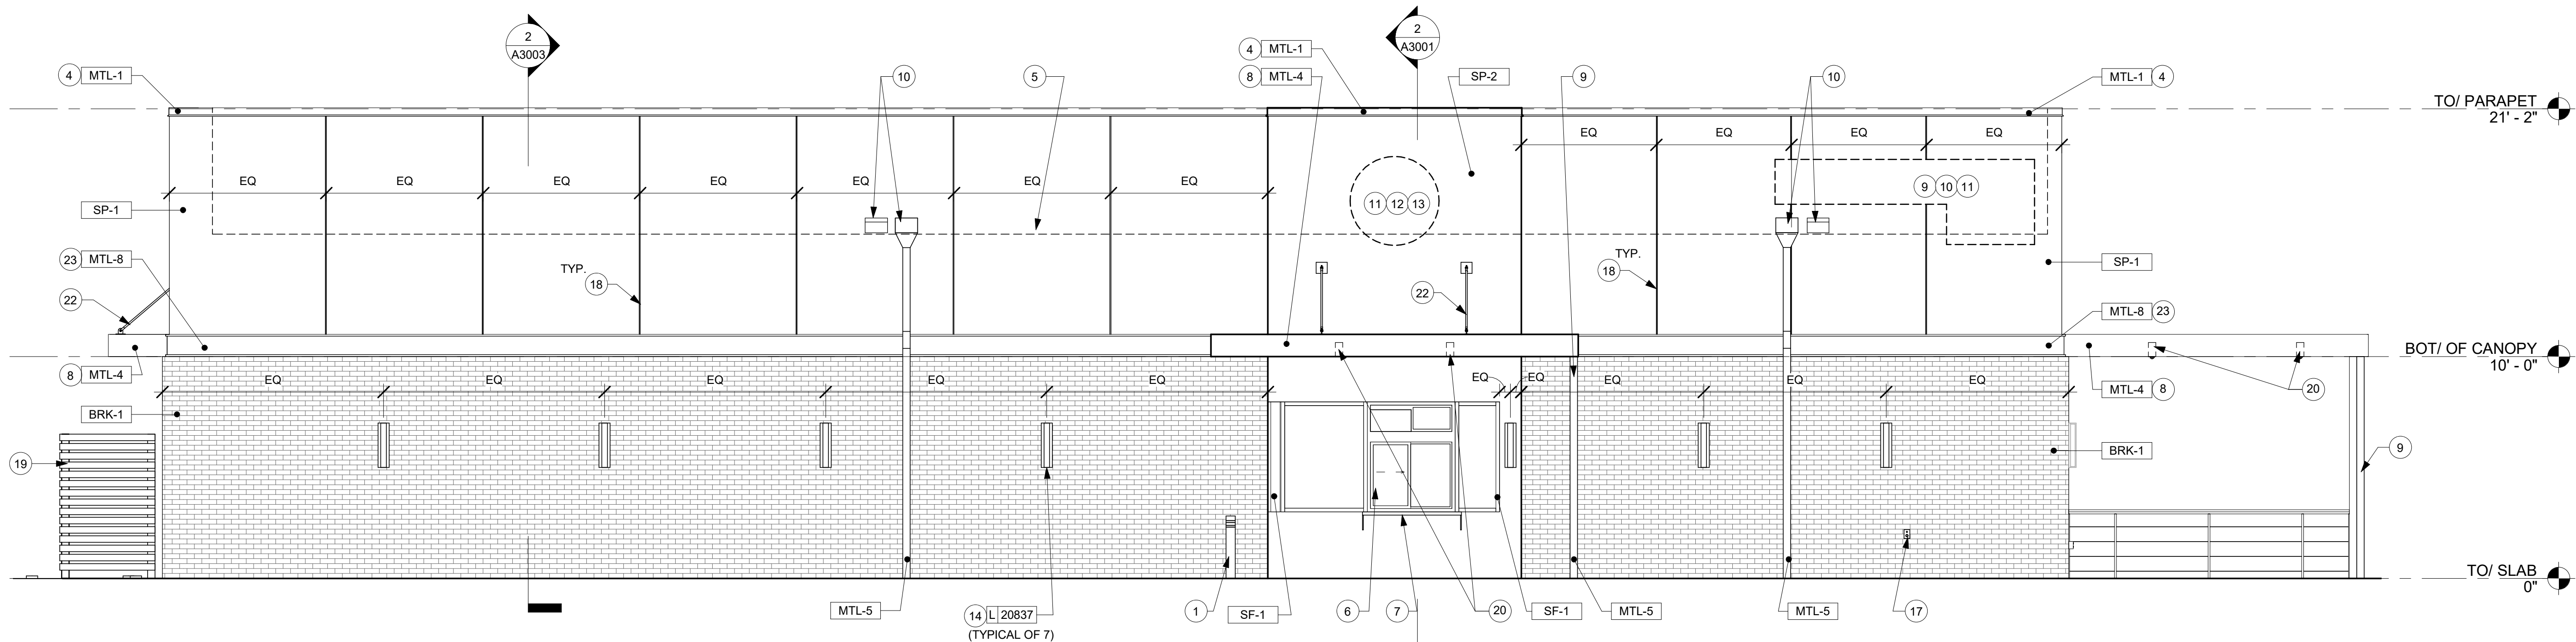 2
A3003
2
A3001
4 MTL-1
10
5
4 MTL-1
8 MTL-4
SP-2
9
10
MTL-1 4
TO/ PARAPET
21' - 2"
EQ EQ EQ EQ
EQ EQ EQ EQ EQ EQ EQ
SP-1
11 12 13
9 10 11
23 MTL-8
TYP.
18
TYP.
18
SP-1
22
22
MTL-8 23
BOT/ OF CANOPY
10' - 0"
8 MTL-4
EQ EQ EQ EQ EQ EQ EQ EQ EQ EQ
MTL-4 8
20
BRK-1
BRK-1
9
19
TO/ SLAB
0"
MTL-5
14 L 20837
(TYPICAL OF 7)
1
SF-1
6
7
20
SF-1
MTL-5
MTL-5
17